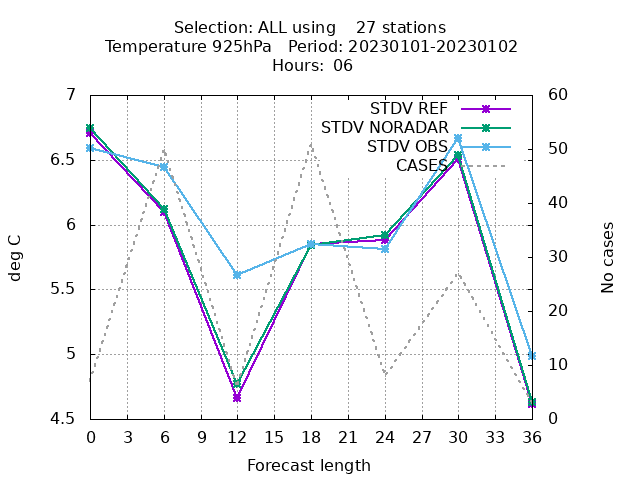 Selection: ALL using 27 stations
Temperature 925hPa Period: 20230101-20230102
Hours: 06
7 60
STDV REF
STDV NORADAR
STDV OBS
CASES
6.5 50
6 40
5.5 30
5 20
4.5 10
0
deg C
No cases
0 3 6 9 12 15 18 21 24 27 30 33 36
Forecast length